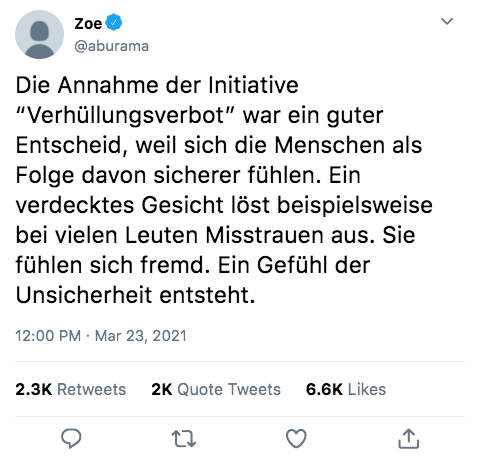 Zoe
@aburama
Die Annahme der Initiative
“Verhüllungsverbot” war ein guter
Entscheid, weil sich die Menschen als
Folge davon sicherer fühlen. Ein
verdecktes Gesicht löst beispielsweise
bei vielen Leuten Misstrauen aus. Sie
fühlen sich fremd. Ein Gefühl der
Unsicherheit entsteht.
12:00 PM · Mar 23, 2021
2.3K Retweets 2K Quote Tweets 6.6K Likes